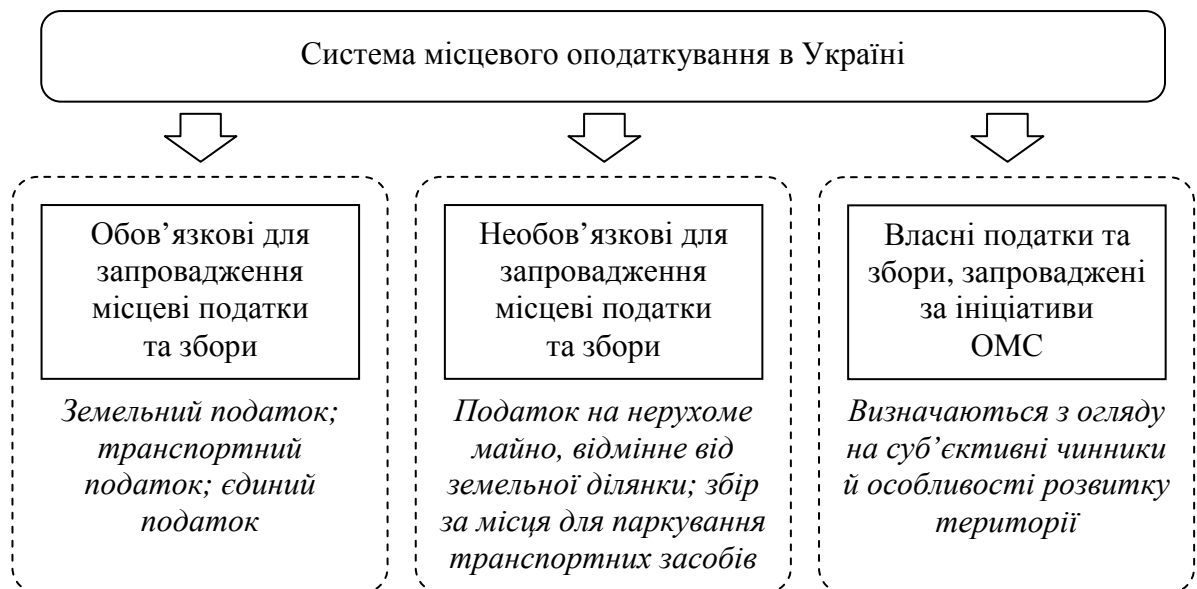 Система місцевого оподаткування в Україні
Обов’язкові для
запровадження
місцеві податки
та збори
Земельний податок;
транспортний
податок; єдиний
податок
Необов’язкові для
запровадження
місцеві податки
та збори
Податок на нерухоме
майно, відмінне від
земельної ділянки; збір
за місця для паркування
транспортних засобів
Власні податки та
збори, запроваджені
за ініціативи
ОМС
Визначаються з огляду
на суб’єктивні чинники
й особливості розвитку
території